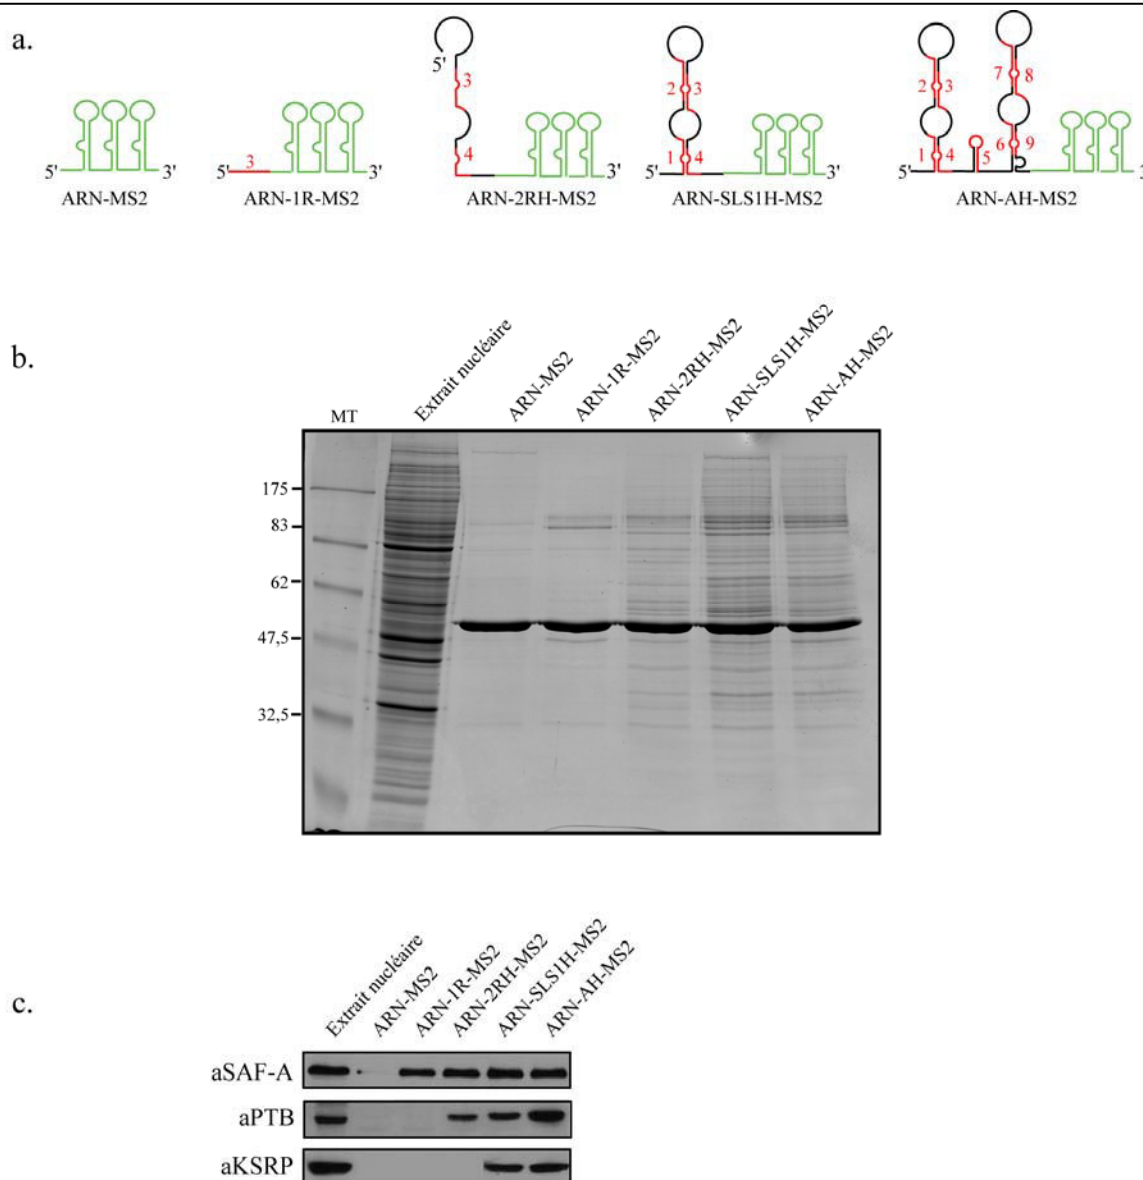 a.
3
5'
2 3
2 3
7 8
4
1 4
1 4
5
6 9
5' 3'
ARN-MS2
5' 3 3'
ARN-1R-MS2
3'
ARN-2RH-MS2
5' 3'
ARN-SLS1H-MS2
5' 3'
ARN-AH-MS2
b.
MT
Extrait nucléaire
ARN-MS2
ARN-1R-MS2
ARN-2RH-MS2
ARN-SLS1H-MS2
ARN-AH-MS2
175
83
62
47,5
32,5
c.
Extrait nucléaire
ARN-MS2
ARN-1R-MS2
ARN-2RH-MS2
ARN-SLS1H-MS2
ARN-AH-MS2
aSAF-A
aPTB
aKSRP